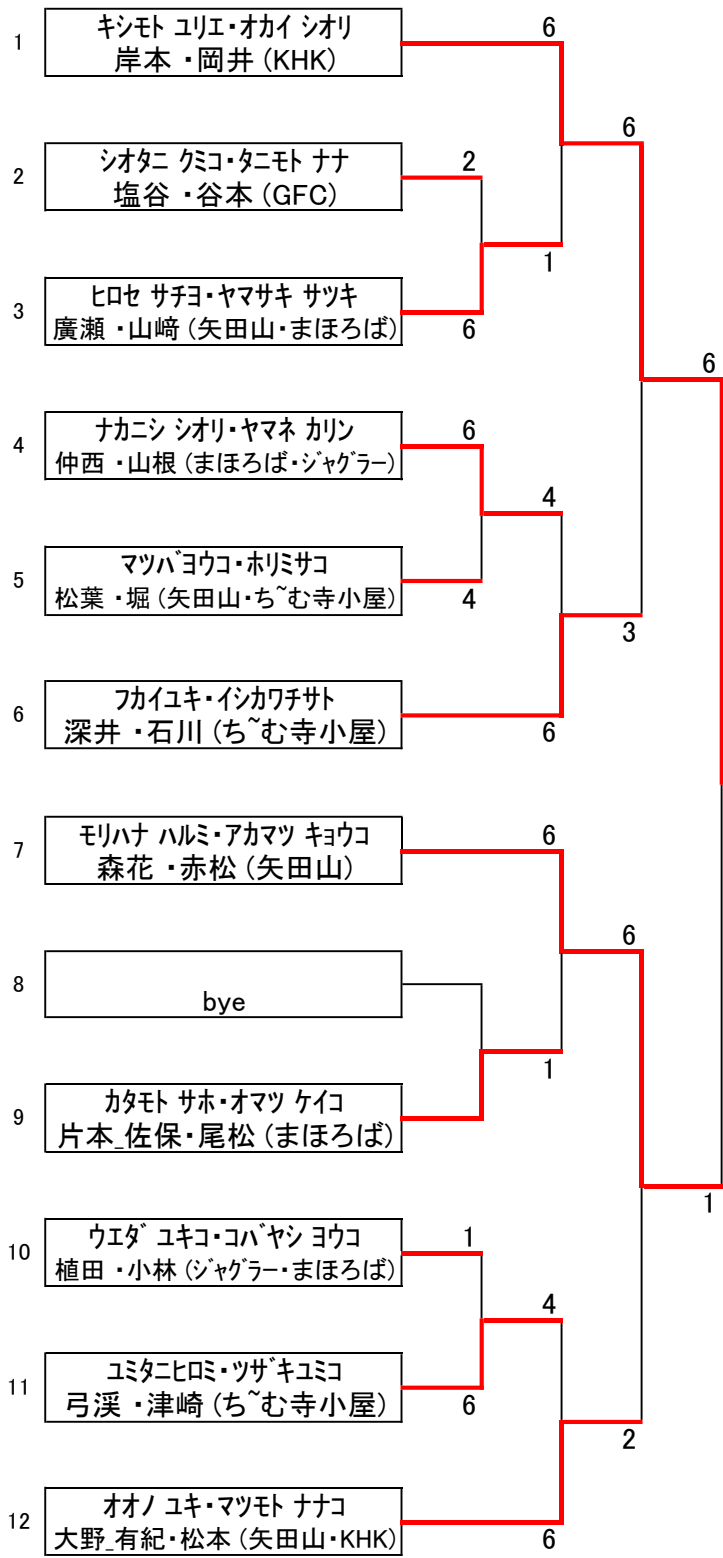 1
キシモト ユリエ・オカイ シオリ
岸本 ・岡井 (KHK)
6
6
2
シオタニ クミコ・タニモト ナナ
塩谷 ・谷本 (GFC)
2
1
3
ヒロセ サチヨ・ヤマサキ サツキ
廣瀬 ・山﨑 (矢田山・まほろば)
6
6
4
ナカニシ シオリ・ヤマネ カリン
仲西 ・山根 (まほろば・ジャグラー)
6
4
5
マツバヨウコ・ホリミサコ
松葉 ・堀 (矢田山・ち~む寺小屋)
4
3
6
フカイユキ・イシカワチサト
深井 ・石川 (ち~む寺小屋)
6
7
モリハナ ハルミ・アカマツ キョウコ
森花 ・赤松 (矢田山)
6
6
8
bye
1
9
カタモト サホ・オマツ ケイコ
片本_佐保・尾松 (まほろば)
1
10
ウエダ ユキコ・コバヤシ ヨウコ
植田 ・小林 (ジャグラー・まほろば)
1
4
11
ユミタニヒロミ・ツザキユミコ
弓渓 ・津崎 (ち~む寺小屋)
6
2
12
オオノ ユキ・マツモト ナナコ
大野_有紀・松本 (矢田山・KHK)
6